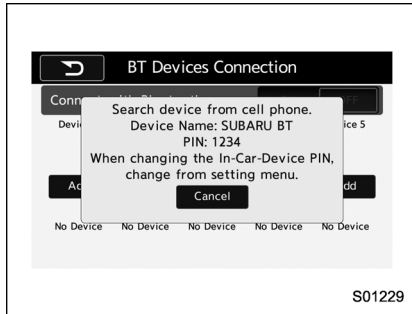 BT Devices Connection
Search device from cell phone.
Device Name: SUBARU BT
PIN: 1234
When changing the In-Car-Device PIN,
change from setting menu.
Cancel
No Device No Device No Device No Device No Device
S01229